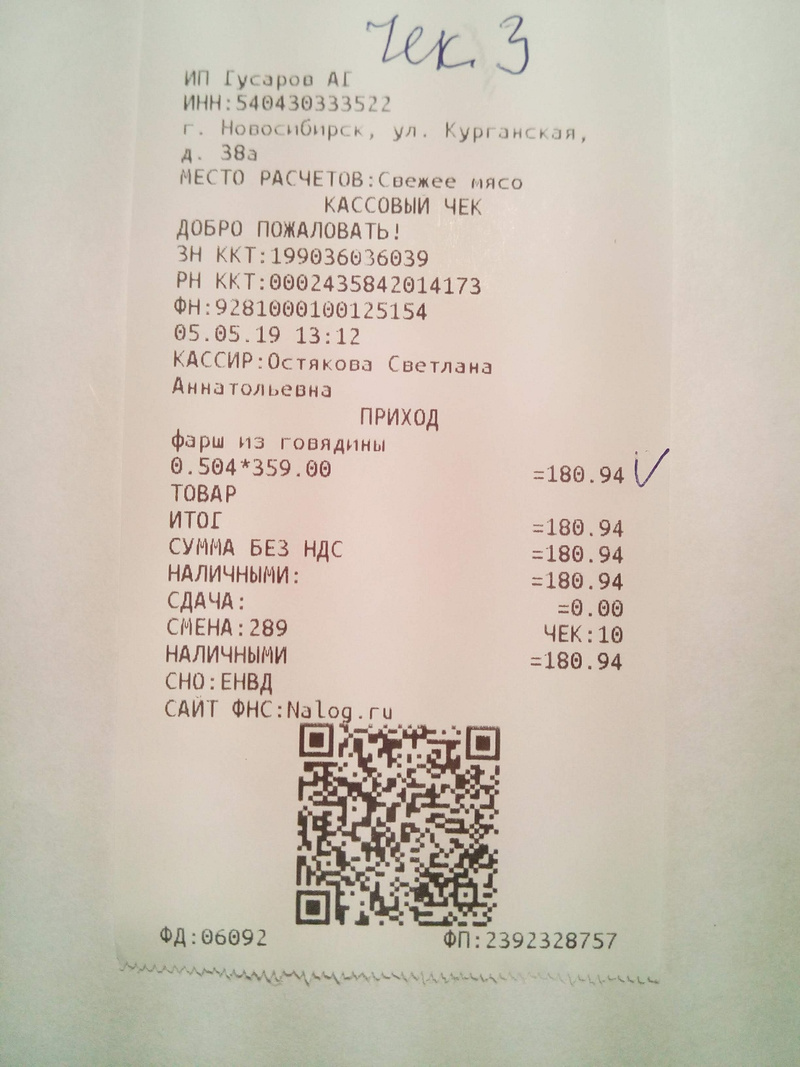 Чек. 3
ИП Гусаров АГ
ИНН:540430333522
г. Новосибирск, ул. Курганская,
д. 38а
МЕСТО РАСЧЕТОВ:Свежее мясо
КАССОВЫЙ ЧЕК
ДОБРО ПОЖАЛОВАТЬ!
ЗН ККТ:199036036039
РН ККТ:0002435842014173
ФН:9281000100125154
05.05.19 13:12
КАССИР:Остякова Светлана
Аннатольевна
ПРИХОД
фарш из говядины
0.504*359.00 =180.94
ТОВАР
ИТОГ =180.94
СУММА БЕЗ НДС =180.94
НАЛИЧНЫМИ: =180.94
СДАЧА: =0.00
СМЕНА:289 ЧЕК:10
НАЛИЧНЫМИ =180.94
СНО:ЕНВД
САЙТ ФНС:Nalog.ru
ФД:06092 ФП:2392328757